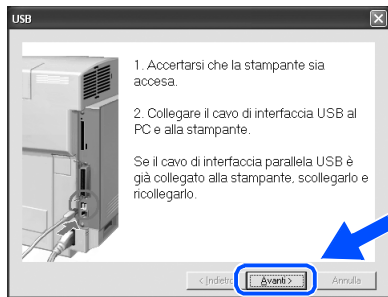 USB
1. Accertarsi che la stampante sia
accesa.
2. Collegare il cavo di interfaccia USB al
PC e alla stampante.
Se il cavo di interfaccia parallela USB è
già collegato alla stampante, scollegarlo e
ricollegarlo.
< Indietro Avanti > Annulla